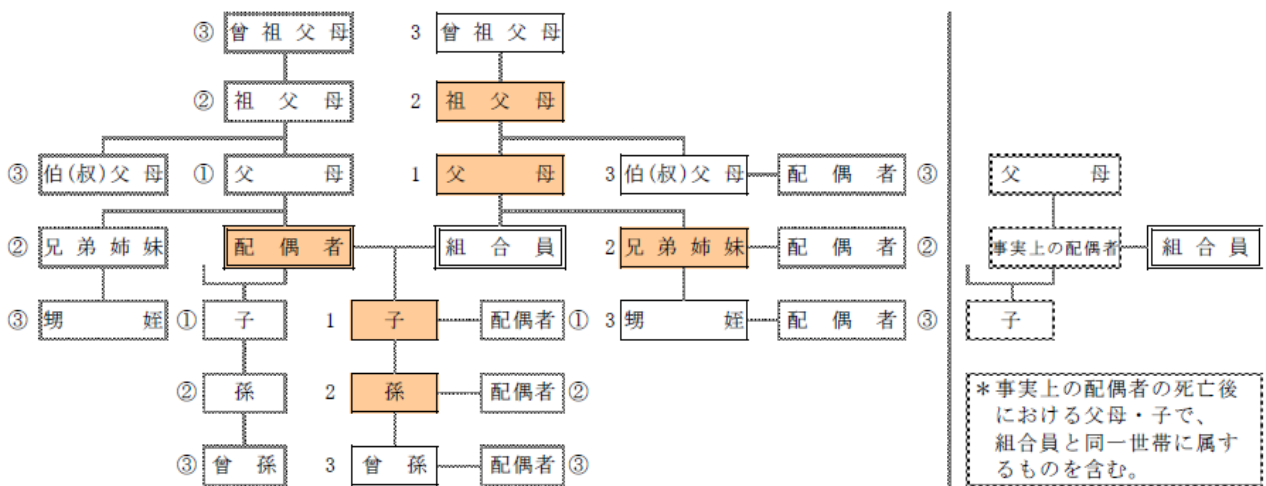 ③ 曾祖父母 3 曾祖父母
② 祖父母 2 祖父母
③ 伯(叔)父母 ① 父母 1 父母 3 伯(叔)父母 配偶者 ③ 父母
② 兄弟姉妹 配偶者 組合員 2 兄弟姉妹 配偶者 ② 事実上の配偶者 組合員
③ 甥姪 ① 子 1 子 配偶者 ① 3 甥姪 配偶者 ③ 子
② 孫 2 孫 配偶者 ②
③ 曾孫 3 曾孫 配偶者 ③
*事実上の配偶者の死亡後
における父母・子で、
組合員と同一世帯に属す
るものを含む。